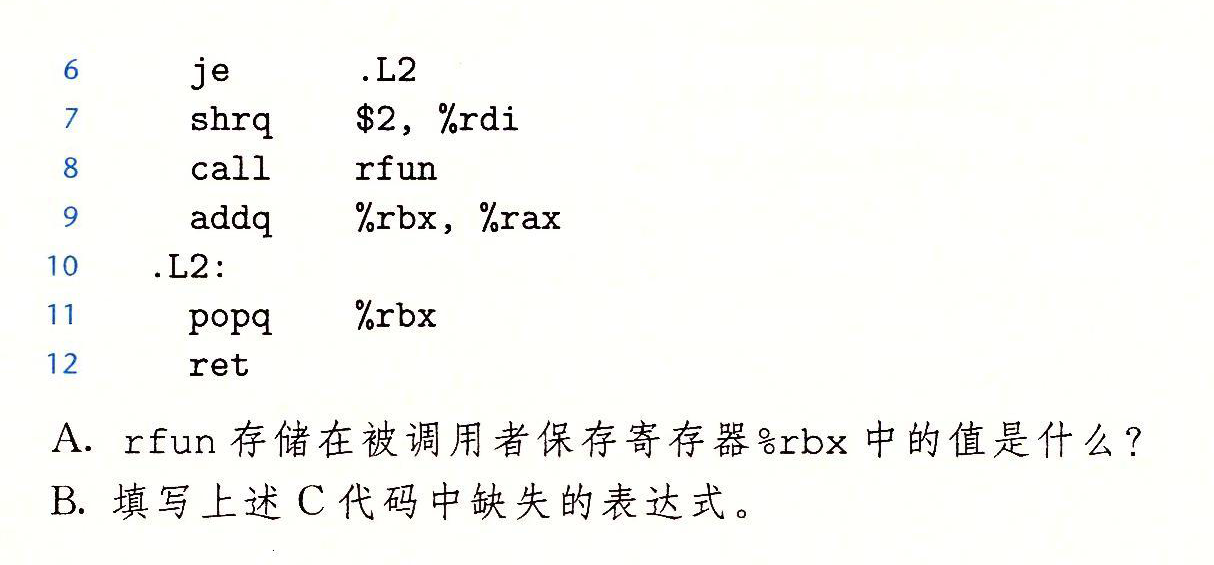 6 je .L2
7 shrq $2, %rdi
8 call rfun
9 addq %rbx, %rax
10 .L2:
11 popq %rbx
12 ret
A. rfun 存储在被调用者保存寄存器%rbx 中的值是什么?
B. 填写上述 C 代码中缺失的表达式。